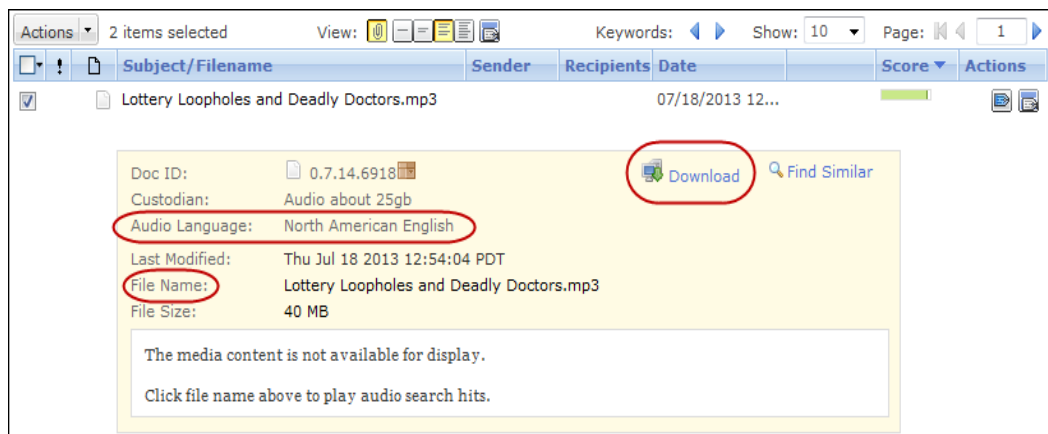 Actions 2 items selected View: Keywords: Show: 10 Page: 1
! Subject/Filename Sender Recipients Date Score Actions
Lottery Loopholes and Deadly Doctors.mp3 07/18/2013 12...
Doc ID: 0.7.14.6918 Download Find Similar
Custodian: Audio about 25gb
Audio Language: North American English
Last Modified: Thu Jul 18 2013 12:54:04 PDT
File Name: Lottery Loopholes and Deadly Doctors.mp3
File Size: 40 MB
The media content is not available for display.
Click file name above to play audio search hits.